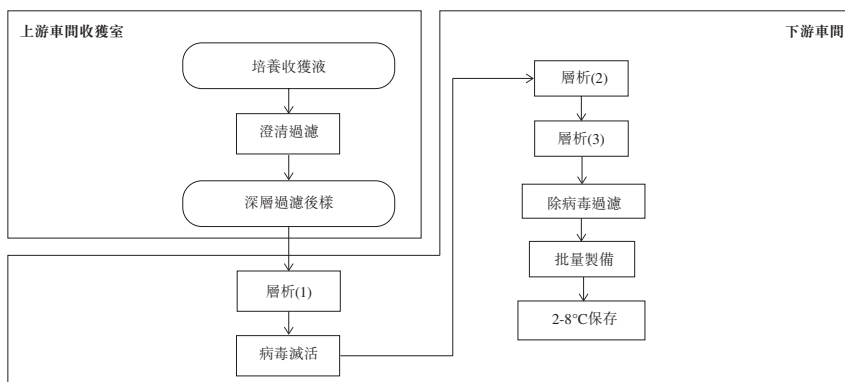 上游車間收獲室
培養收獲液
澄清過濾
深層過濾後樣
下游車間
層析(1)
病毒滅活
層析(2)
層析(3)
除病毒過濾
批量製備
2-8°C保存